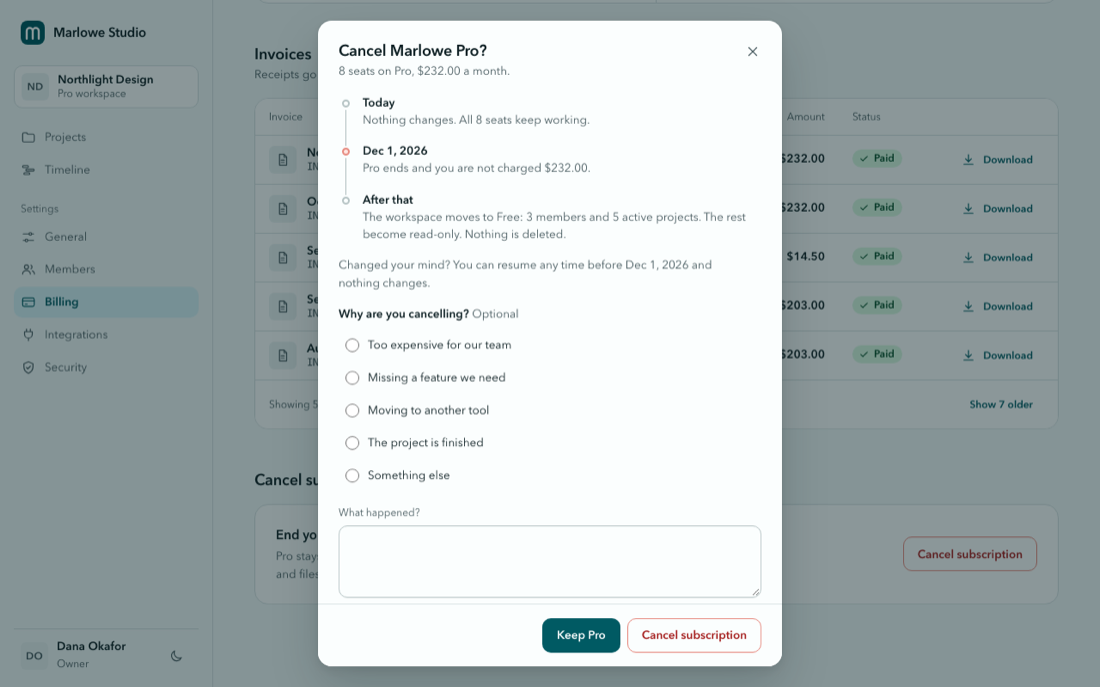 Marlowe Studio
ND
Northlight Design
Pro workspace
Projects
Timeline
Settings
General
Members
Billing
Integrations
Security
DO
Dana Okafor
Owner
Invoices
Receipts go
Invoice
Amount
Status
$232.00
Paid
Download
$232.00
Paid
Download
$14.50
Paid
Download
$203.00
Paid
Download
$203.00
Paid
Download
Showing 5
Show 7 older
Cancel su
End yo
Pro stay
and files
Cancel subscription
Cancel Marlowe Pro?
8 seats on Pro, $232.00 a month.
Today
Nothing changes. All 8 seats keep working.
Dec 1, 2026
Pro ends and you are not charged $232.00.
After that
The workspace moves to Free: 3 members and 5 active projects. The rest
become read-only. Nothing is deleted.
Changed your mind? You can resume any time before Dec 1, 2026 and
nothing changes.
Why are you cancelling? Optional
Too expensive for our team
Missing a feature we need
Moving to another tool
The project is finished
Something else
What happened?
Keep Pro
Cancel subscription